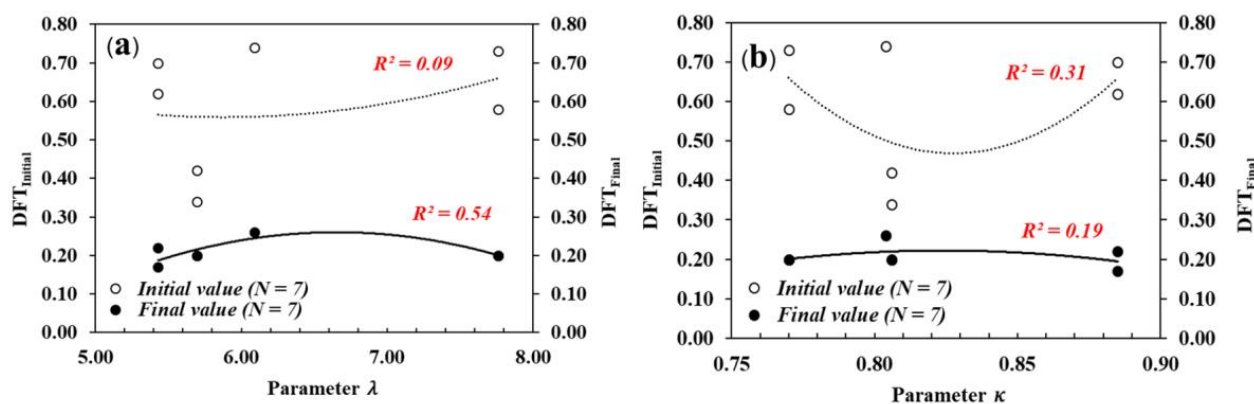 (a)
0.80
0.70
0.60
0.50
0.40
0.30
0.20
0.10
0.00
DFTInitial
R² = 0.09
R² = 0.54
Initial value (N = 7)
Final value (N = 7)
0.80
0.70
0.60
0.50
0.40
0.30
0.20
0.10
0.00
DFTFinal
5.00 6.00 7.00 8.00
Parameter λ
(b)
0.80
0.70
0.60
0.50
0.40
0.30
0.20
0.10
0.00
DFTInitial
R² = 0.31
R² = 0.19
Initial value (N = 7)
Final value (N = 7)
0.80
0.70
0.60
0.50
0.40
0.30
0.20
0.10
0.00
DFTFinal
0.75 0.80 0.85 0.90
Parameter κ